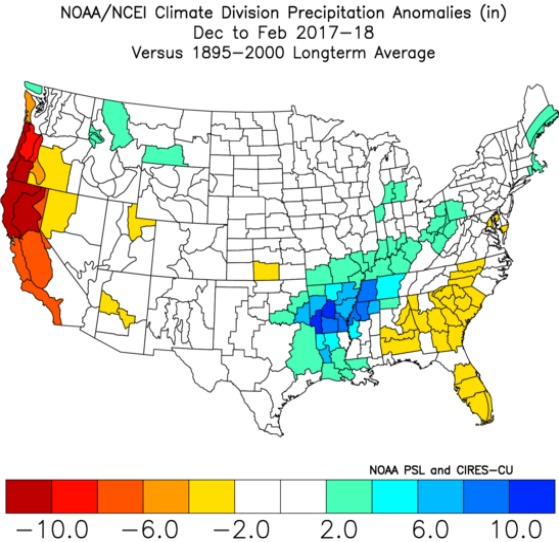 NOAA/NCEI Climate Division Precipitation Anomalies (in)
Dec to Feb 2017−18
Versus 1895−2000 Longterm Average
NOAA PSL and CIRES−CU
−10.0 −6.0 −2.0 2.0 6.0 10.0